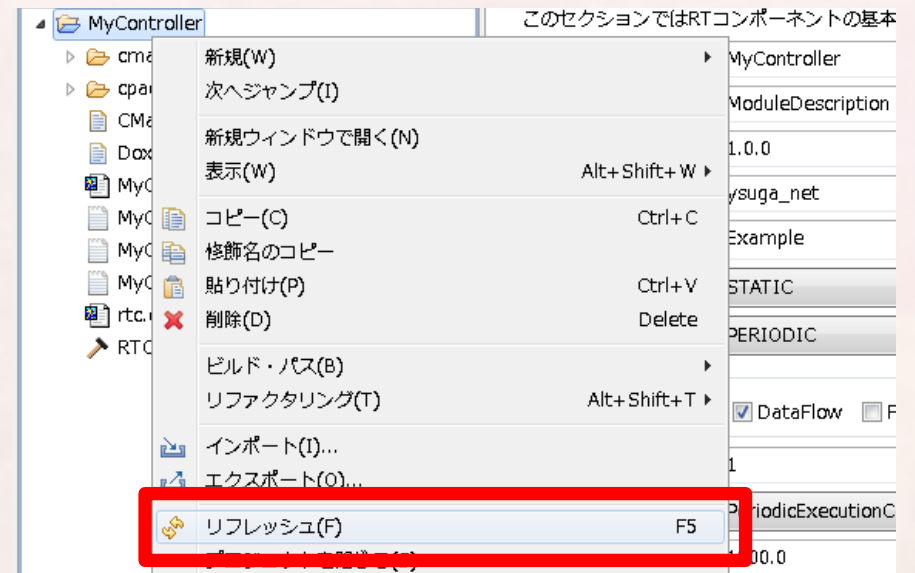 MyController
このセクションではRTコンポーネントの基本
新規(W)
次へジャンプ(I)
新規ウィンドウで開く(N)
表示(W) Alt+Shift+W
コピー(C) Ctrl+C
修飾名のコピー
貼り付け(P) Ctrl+V
削除(D) Delete
ビルド・パス(B)
リファクタリング(T) Alt+Shift+T
インポート(I)...
エクスポート(O)...
リフレッシュ(F) F5
MyController
ModuleDescription
1.0.0
ysuga_net
Example
STATIC
PERIODIC
DataFlow
1